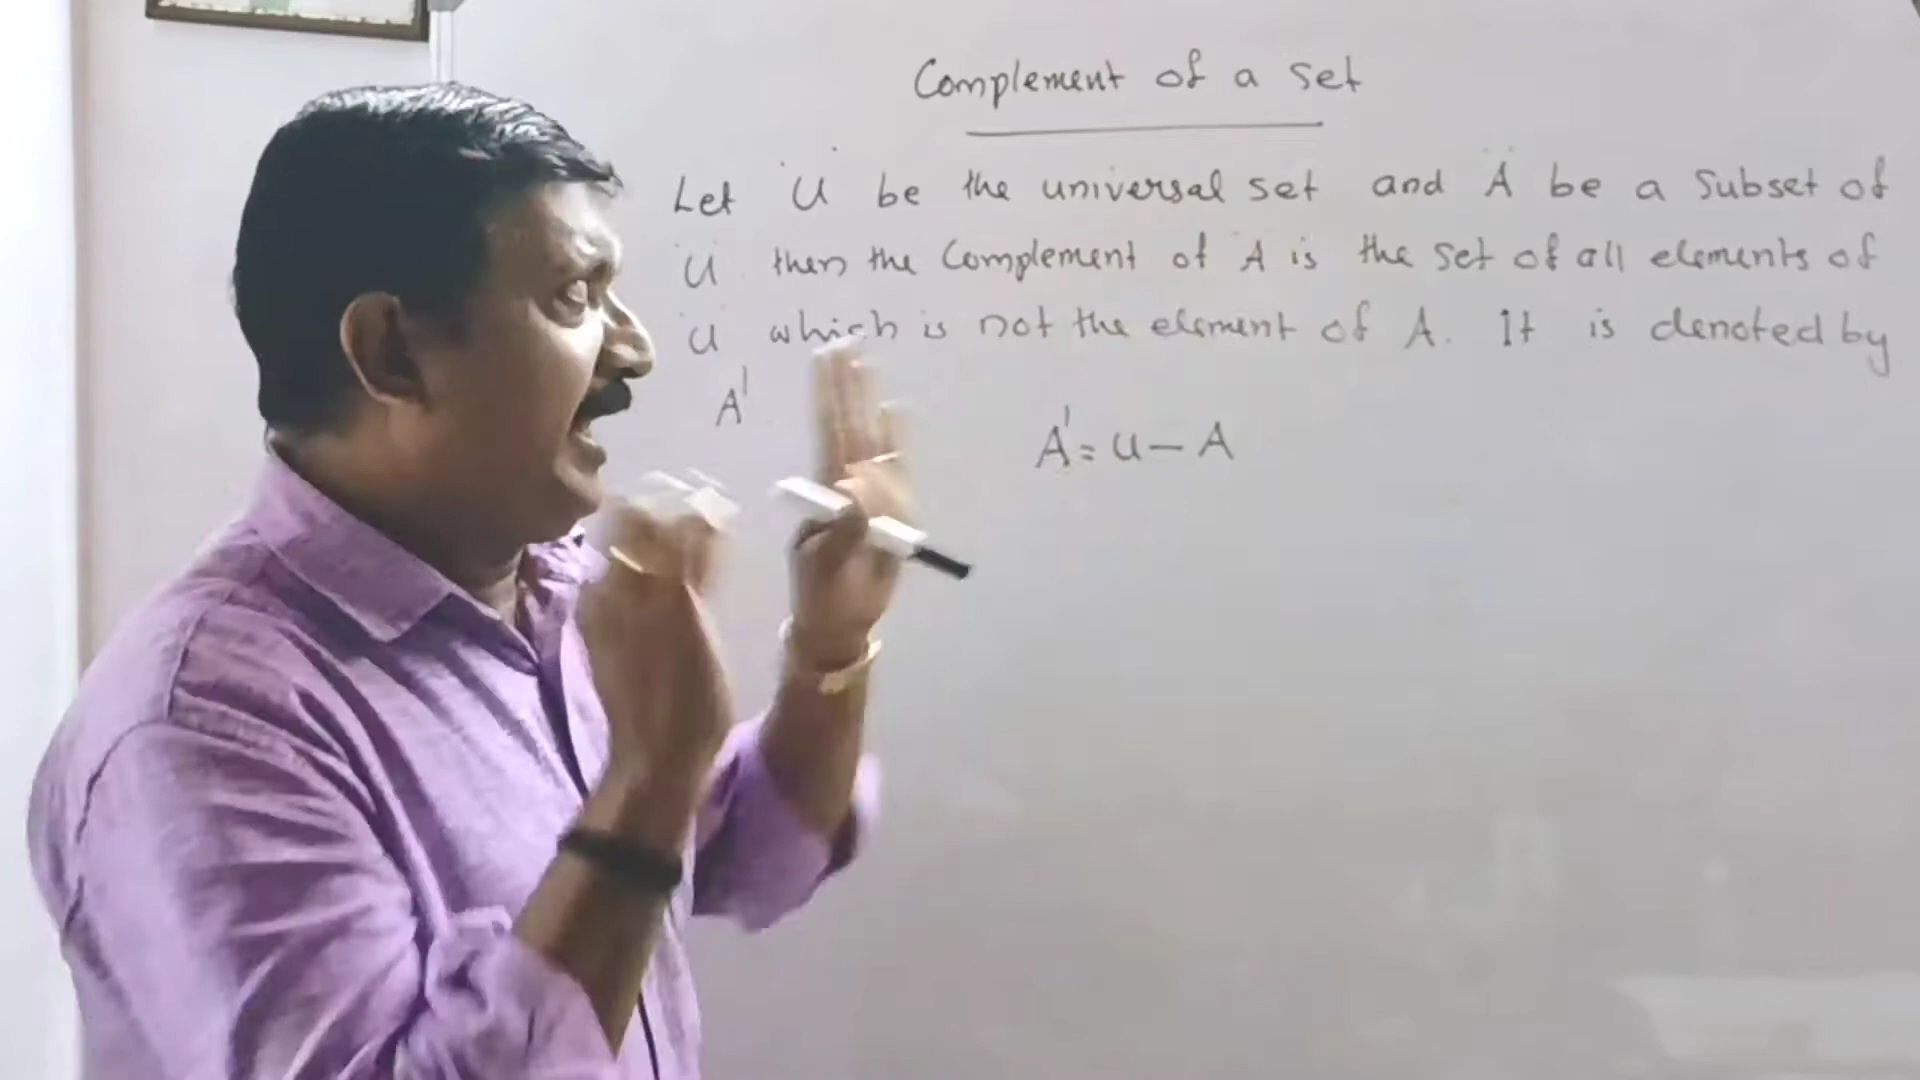 Complement of a set
Let 'U' be the universal set and 'A' be a Subset of
'U' then the Complement of 'A' is the set of all elements of
'U' which is not the element of A. It is denoted by
A'
A' = U - A